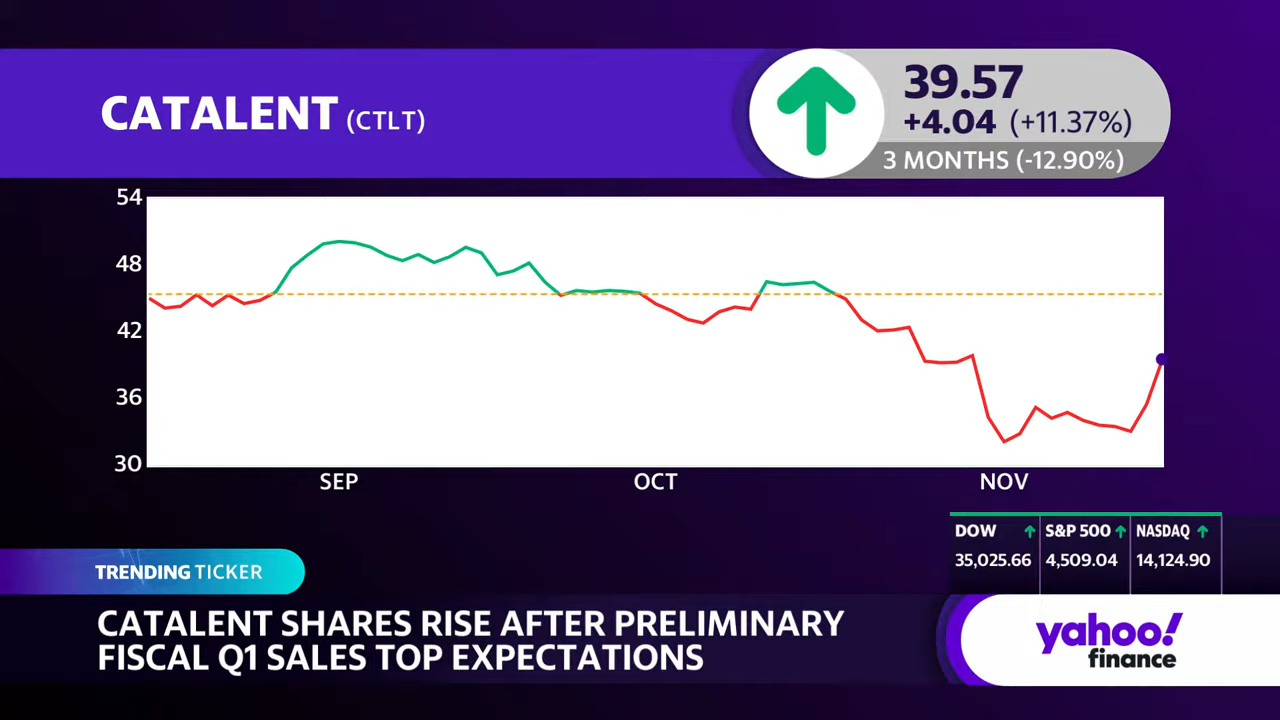 CATALENT (CTLT)
39.57
+4.04 (+11.37%)
3 MONTHS (-12.90%)
54
48
42
36
30
SEP OCT NOV
DOW S&P 500 NASDAQ
35,025.66 4,509.04 14,124.90
TRENDING TICKER
CATALENT SHARES RISE AFTER PRELIMINARY
FISCAL Q1 SALES TOP EXPECTATIONS
yahoo!
finance